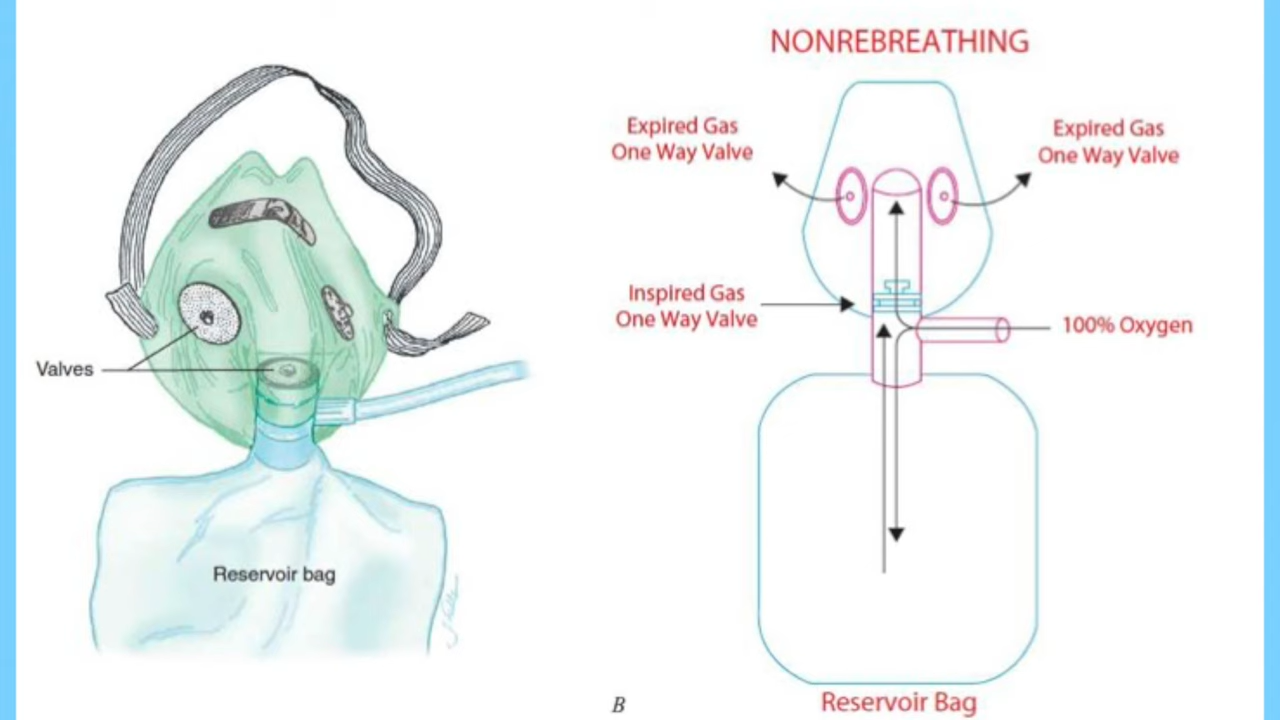 NONREBREATHING
Expired Gas
One Way Valve
Expired Gas
One Way Valve
Inspired Gas
One Way Valve
100% Oxygen
Valves
Reservoir bag
B
Reservoir Bag